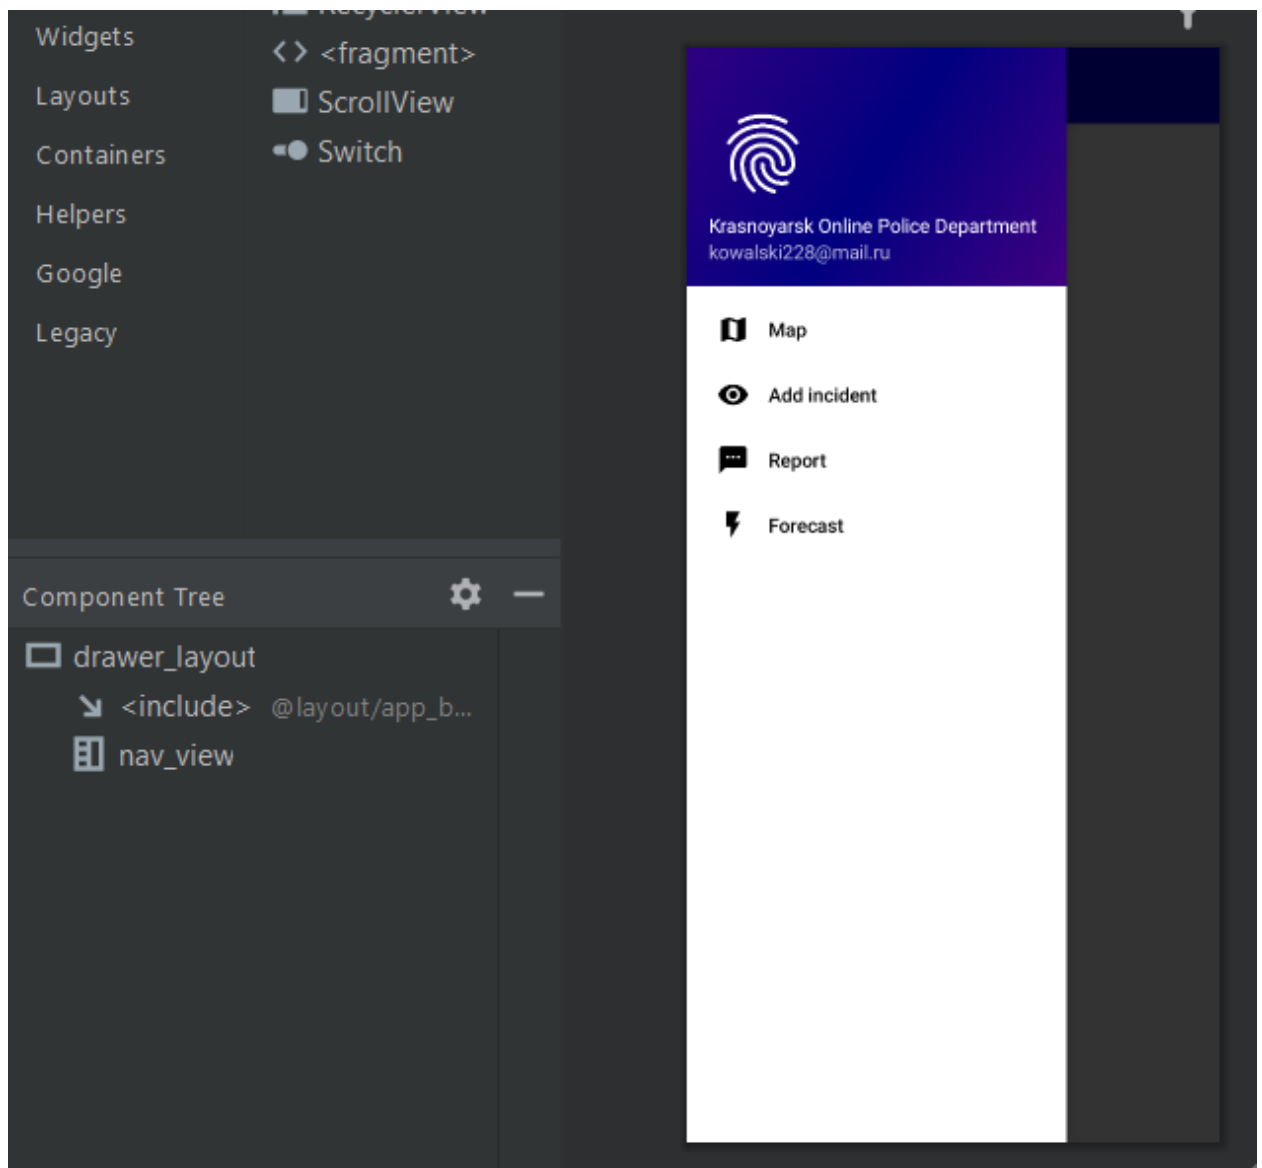 Widgets
Layouts
Containers
Helpers
Google
Legacy
RecyclerView
<fragment>
ScrollView
Switch
Component Tree
drawer_layout
<include> @layout/app_b...
nav_view
Krasnoyarsk Online Police Department
kowalski228@mail.ru
Map
Add incident
Report
Forecast